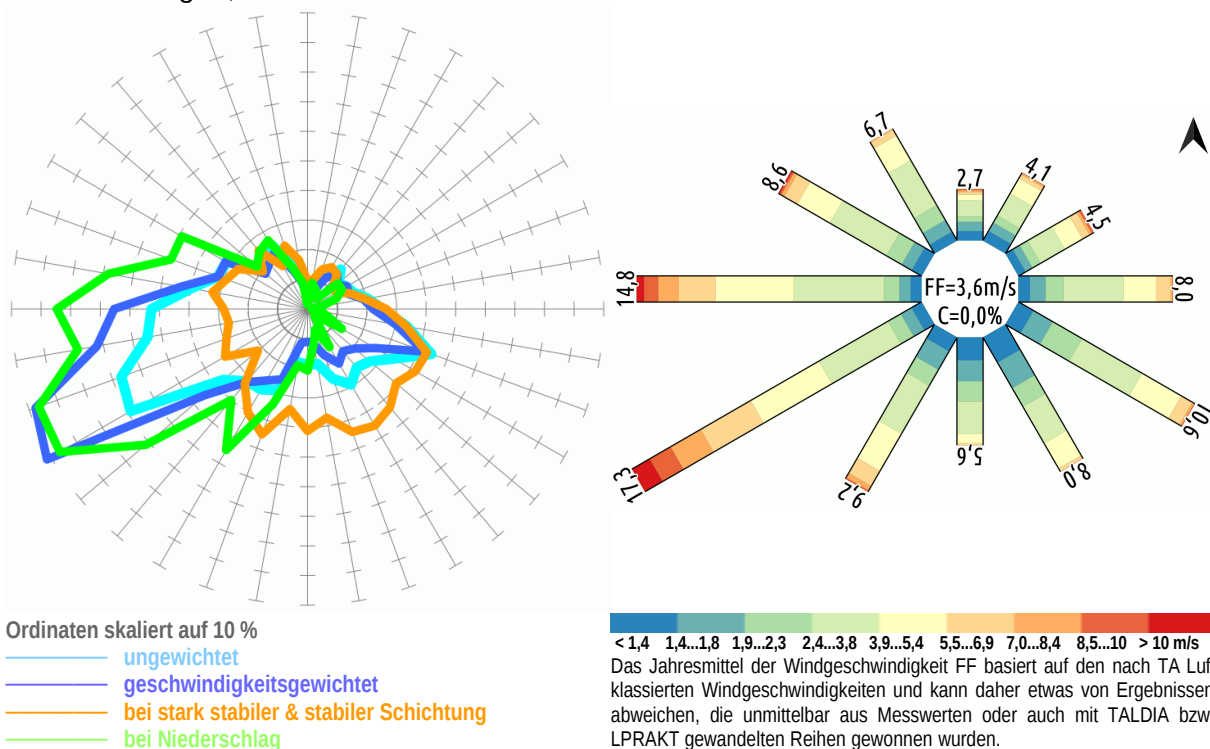 6,7
4,1
2,7
8,6
4,5
14,8
8,0
FF=3,6m/s
C=0,0%
10,6
17,3
9,2
5,6
8,0
Ordinaten skaliert auf 10 %
ungewichtet
geschwindigkeitsgewichtet
bei stark stabiler & stabiler Schichtung
bei Niederschlag
< 1,4 1,4...1,8 1,9...2,3 2,4...3,8 3,9...5,4 5,5...6,9 7,0...8,4 8,5...10 > 10 m/s
Das Jahresmittel der Windgeschwindigkeit FF basiert auf den nach TA Luf
klassierten Windgeschwindigkeiten und kann daher etwas von Ergebnisser
abweichen, die unmittelbar aus Messwerten oder auch mit TALDIA bzw
LPRAKT gewandelten Reihen gewonnen wurden.